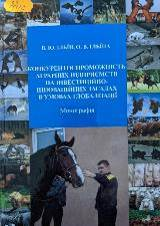 В. Ю. ІЛЬЇН, О. В. ІЛЬЇНА
КОНКУРЕНТОСПРОМОЖНІСТЬ
АГРАРНИХ ПІДПРИЄМСТВ
НА ІНВЕСТИЦІЙНО-
ІННОВАЦІЙНИХ ЗАСАДАХ
В УМОВАХ ГЛОБАЛІЗАЦІЇ
Монографія